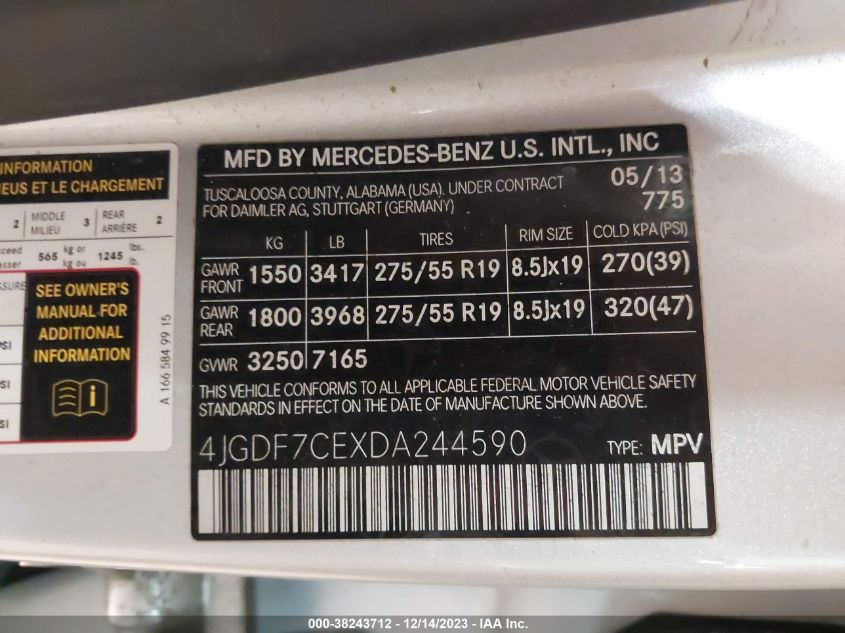 INFORMATION
NEUS ET LE CHARGEMENT
2 MIDDLE MILIEU 3 REAR ARRIÈRE 2
565 kg or kg ou 1245 lbs. lb.
SEE OWNER'S
MANUAL FOR
ADDITIONAL
INFORMATION
i
PSI
PSI
SI
A 166 584 99 15
MFD BY MERCEDES-BENZ U.S. INTL., INC
TUSCALOOSA COUNTY, ALABAMA (USA). UNDER CONTRACT 05/13
FOR DAIMLER AG, STUTTGART (GERMANY) 775
KG LB TIRES RIM SIZE COLD KPA(PSI)
GAWR FRONT 1550 3417 275/55 R19 8.5Jx19 270(39)
GAWR REAR 1800 3968 275/55 R19 8.5Jx19 320(47)
GVWR 3250 7165
THIS VEHICLE CONFORMS TO ALL APPLICABLE FEDERAL MOTOR VEHICLE SAFETY
STANDARDS IN EFFECT ON THE DATE OF MANUFACTURE SHOWN ABOVE.
4JGDF7CEXDA244590 TYPE: MPV
000-38243712 - 12/14/2023 - IAA, Inc.